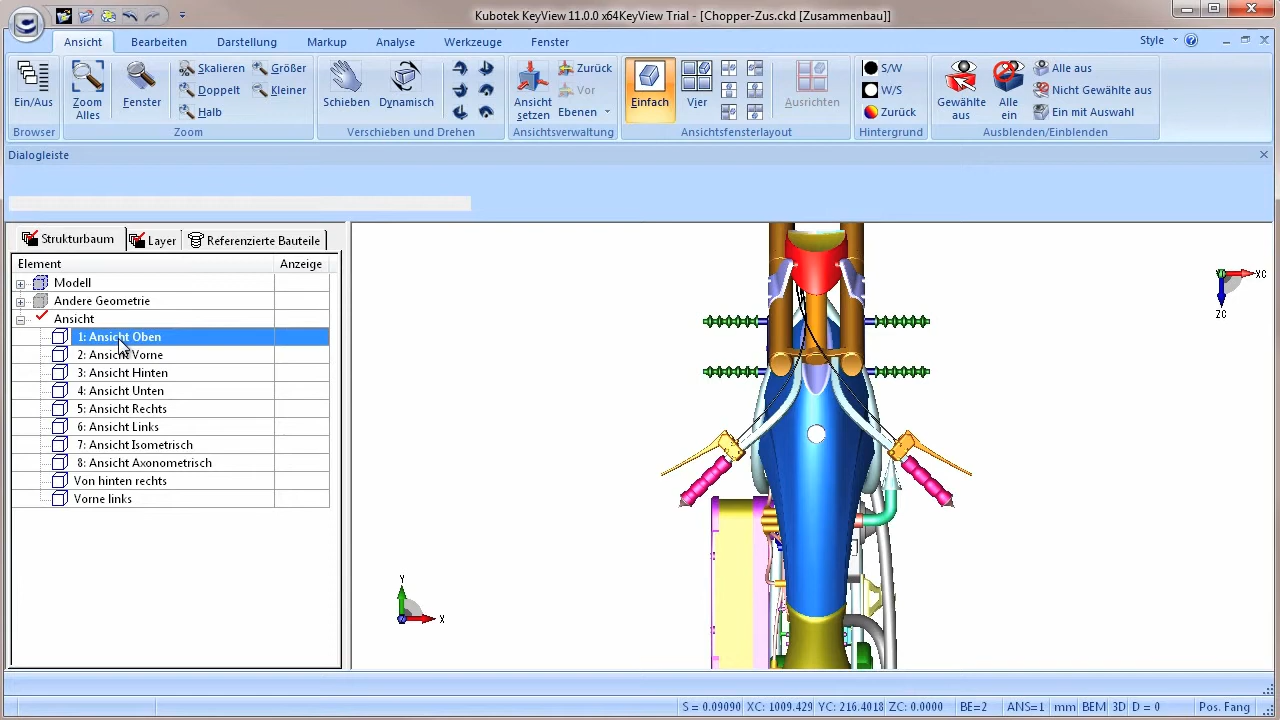 Kubotek KeyView 11.0.0 x64KeyView Trial - [Chopper-Zus.ckd [Zusammenbau]]
Ansicht Bearbeiten Darstellung Markup Analyse Werkzeuge Fenster Style
Skalieren Größer Zurück S/W Alle aus
Doppelt Kleiner Vor W/S Nicht Gewählte aus
Ein/Aus Zoom Alles Fenster Halb Schieben Dynamisch Ansicht setzen Ebenen Einfach Vier Ausrichten Zurück Gewählte aus Alle ein Ein mit Auswahl
Browser Zoom Verschieben und Drehen Ansichtsverwaltung Ansichtsfensterlayout Hintergrund Ausblenden/Einblenden
Dialogleiste
Strukturbaum Layer Referenzierte Bauteile
Element Anzeige
Modell
Andere Geometrie
Ansicht
1: Ansicht Oben
2: Ansicht Vorne
3: Ansicht Hinten
4: Ansicht Unten
5: Ansicht Rechts
6: Ansicht Links
7: Ansicht Isometrisch
8: Ansicht Axonometrisch
Von hinten rechts
Vorne links
XC
ZC
Y
X
S = 0.09090 XC: 1009.429 YC: 216.4018 ZC: 0.0000 BE=2 ANS=1 mm BEM 3D D = 0 Pos. Fang